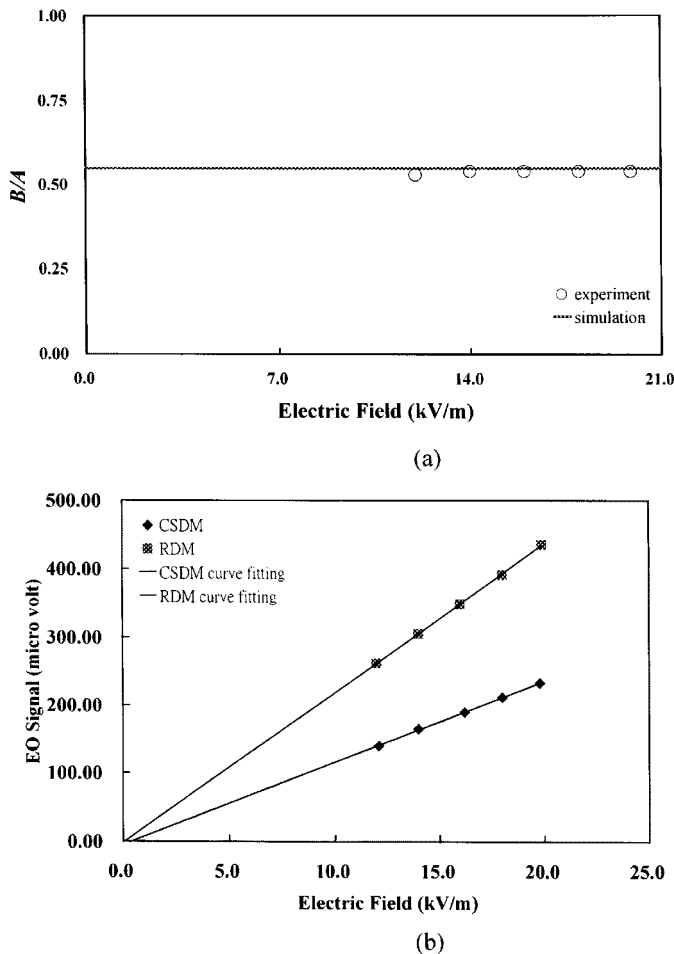 1.00
0.75
0.50
0.25
0.00
B/A
experiment
simulation
0.0 7.0 14.0 21.0
Electric Field (kV/m)
(a)
500.00
400.00
300.00
200.00
100.00
0.00
EO Signal (micro volt)
CSDM
RDM
CSDM curve fitting
RDM curve fitting
0.0 5.0 10.0 15.0 20.0 25.0
Electric Field (kV/m)
(b)